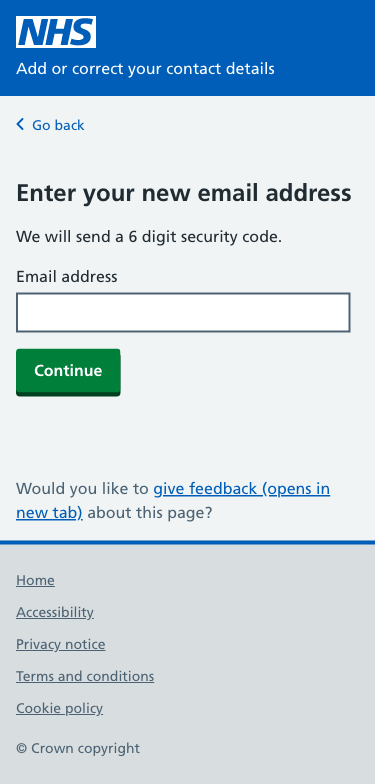 NHS
Add or correct your contact details
Go back
Enter your new email address
We will send a 6 digit security code.
Email address
Continue
Would you like to give feedback (opens in
new tab) about this page?
Home
Accessibility
Privacy notice
Terms and conditions
Cookie policy
© Crown copyright